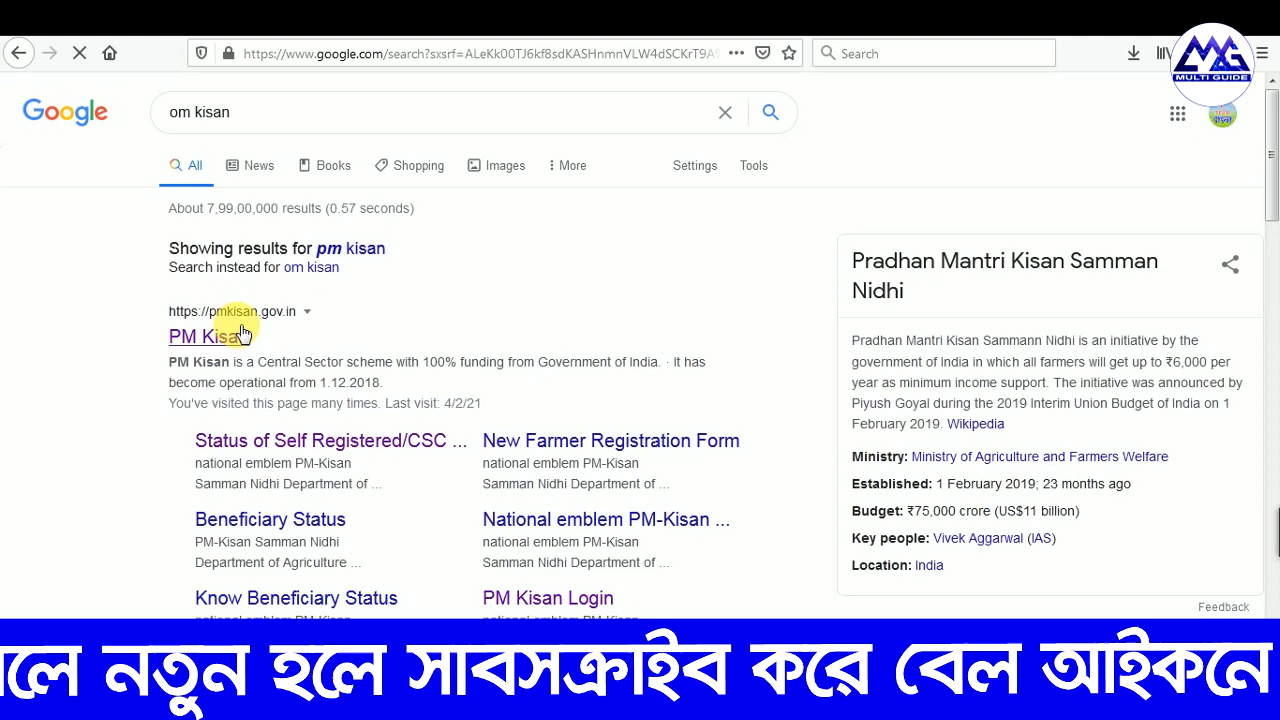 https://www.google.com/search?sxsrf=ALeKk00TJ6kf8sdKASHnmnVLW4dSCKrT9A
Search
MULTI GUIDE
Google
om kisan
All
News
Books
Shopping
Images
More
Settings
Tools
About 7,99,00,000 results (0.57 seconds)
Showing results for pm kisan
Search instead for om kisan
https://pmkisan.gov.in
PM Kisan
PM Kisan is a Central Sector scheme with 100% funding from Government of India. · It has
become operational from 1.12.2018.
You've visited this page many times. Last visit: 4/2/21
Status of Self Registered/CSC ...
national emblem PM-Kisan
Samman Nidhi Department of ...
New Farmer Registration Form
national emblem PM-Kisan
Samman Nidhi Department of ...
Beneficiary Status
PM-Kisan Samman Nidhi
Department of Agriculture ...
National emblem PM-Kisan ...
national emblem PM-Kisan
Samman Nidhi Department of ...
Know Beneficiary Status
PM Kisan Login
Pradhan Mantri Kisan Samman
Nidhi
Pradhan Mantri Kisan Sammann Nidhi is an initiative by the
government of India in which all farmers will get up to ₹6,000 per
year as minimum income support. The initiative was announced by
Piyush Goyal during the 2019 Interim Union Budget of India on 1
February 2019. Wikipedia
Ministry: Ministry of Agriculture and Farmers Welfare
Established: 1 February 2019; 23 months ago
Budget: ₹75,000 crore (US$11 billion)
Key people: Vivek Aggarwal (IAS)
Location: India
Feedback
লে নতুন হলে সাবসক্রাইব করে বেল আইকনে